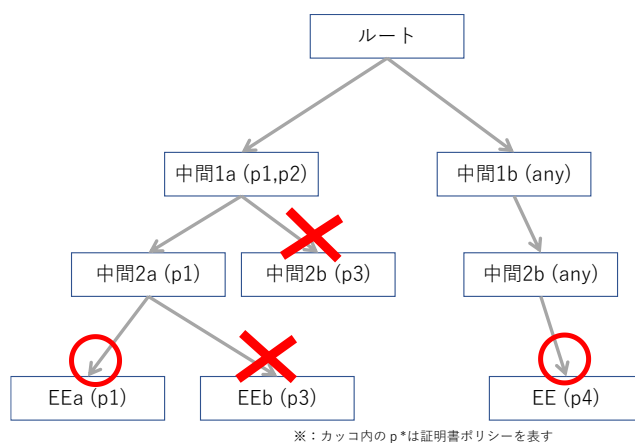 ルート
中間1a (p1,p2)
中間1b (any)
中間2a (p1)
中間2b (p3)
中間2b (any)
EEa (p1)
EEb (p3)
EE (p4)
※：カッコ内のp*は証明書ポリシーを表す